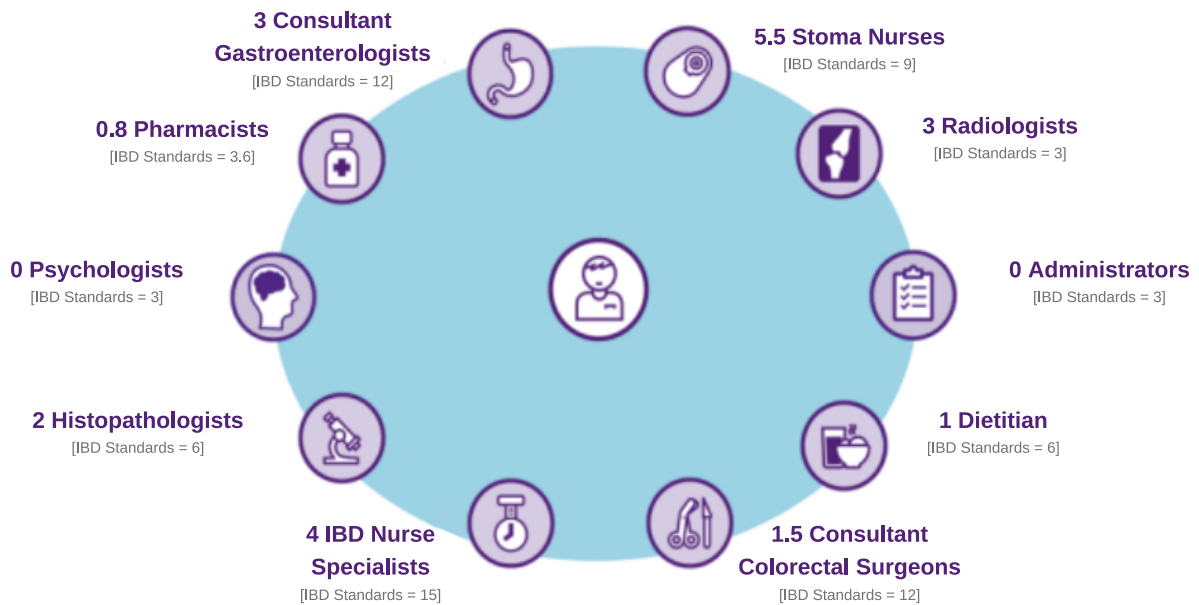 3 Consultant
Gastroenterologists
[IBD Standards = 12]
5.5 Stoma Nurses
[IBD Standards = 9]
0.8 Pharmacists
[IBD Standards = 3.6]
3 Radiologists
[IBD Standards = 3]
0 Psychologists
[IBD Standards = 3]
0 Administrators
[IBD Standards = 3]
2 Histopathologists
[IBD Standards = 6]
1 Dietitian
[IBD Standards = 6]
4 IBD Nurse
Specialists
[IBD Standards = 15]
1.5 Consultant
Colorectal Surgeons
[IBD Standards = 12]